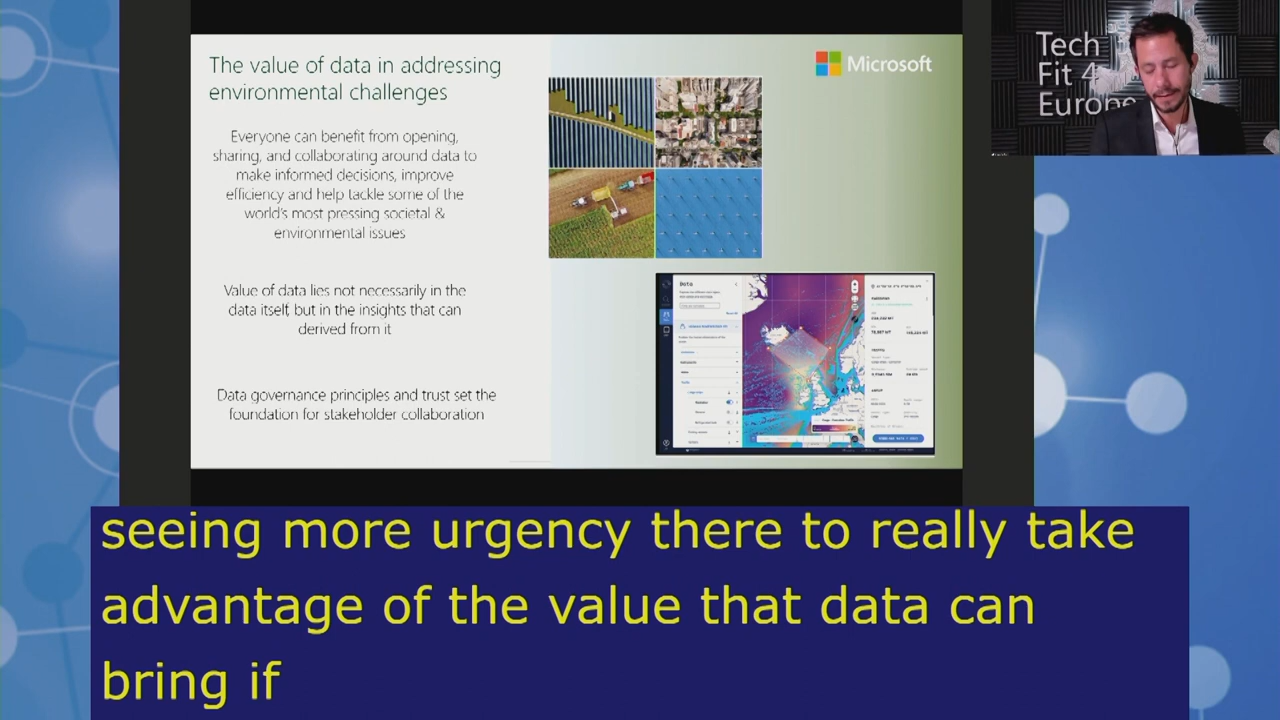 The value of data in addressing
environmental challenges
Everyone can benefit from opening,
sharing, and collaborating around data to
make informed decisions, improve
efficiency and help tackle some of the
world's most pressing societal &
environmental issues
Value of data lies not necessary in the
data itself, but in the insights that can
derived from it
Data governance principles and trust set the
foundation for stakeholder collaboration
Microsoft
Data
Tech
Fit 4
Europe
seeing more urgency there to really take
advantage of the value that data can
bring if